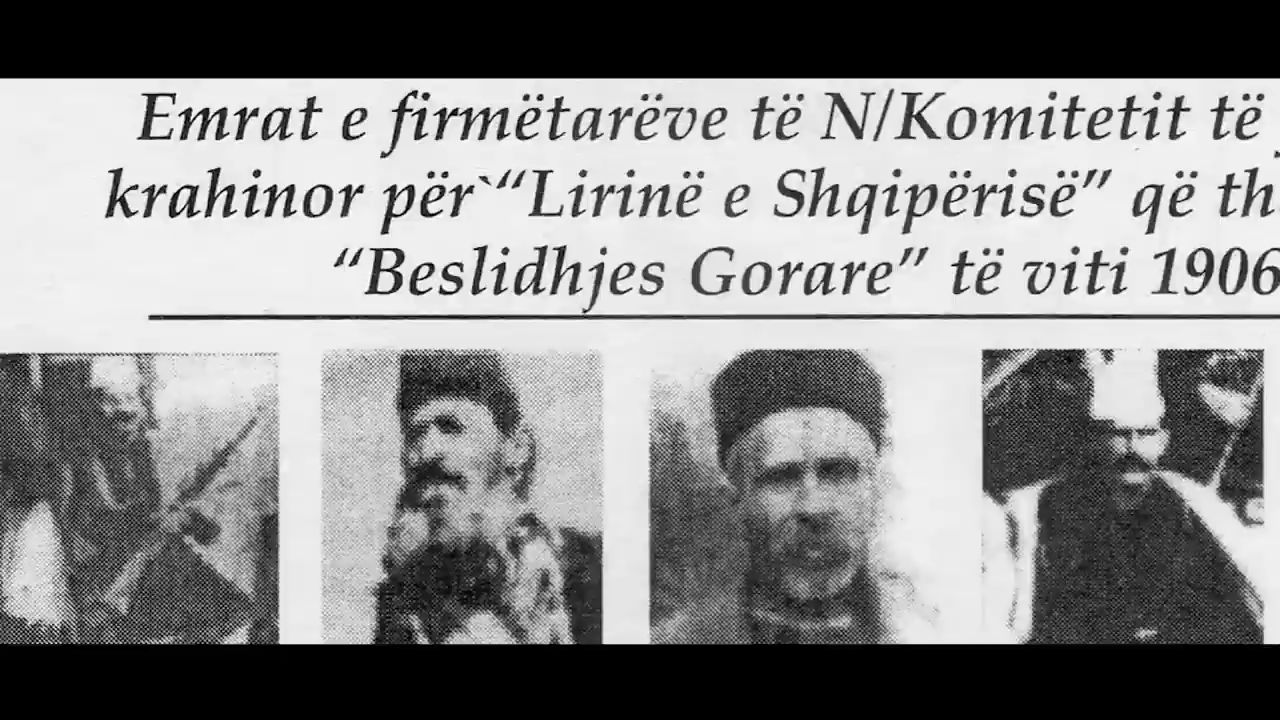 Emrat e firmëtarëve të N/Komitetit të
krahinor për`“Lirinë e Shqipërisë” që th
“Beslidhjes Gorare” të viti 1906